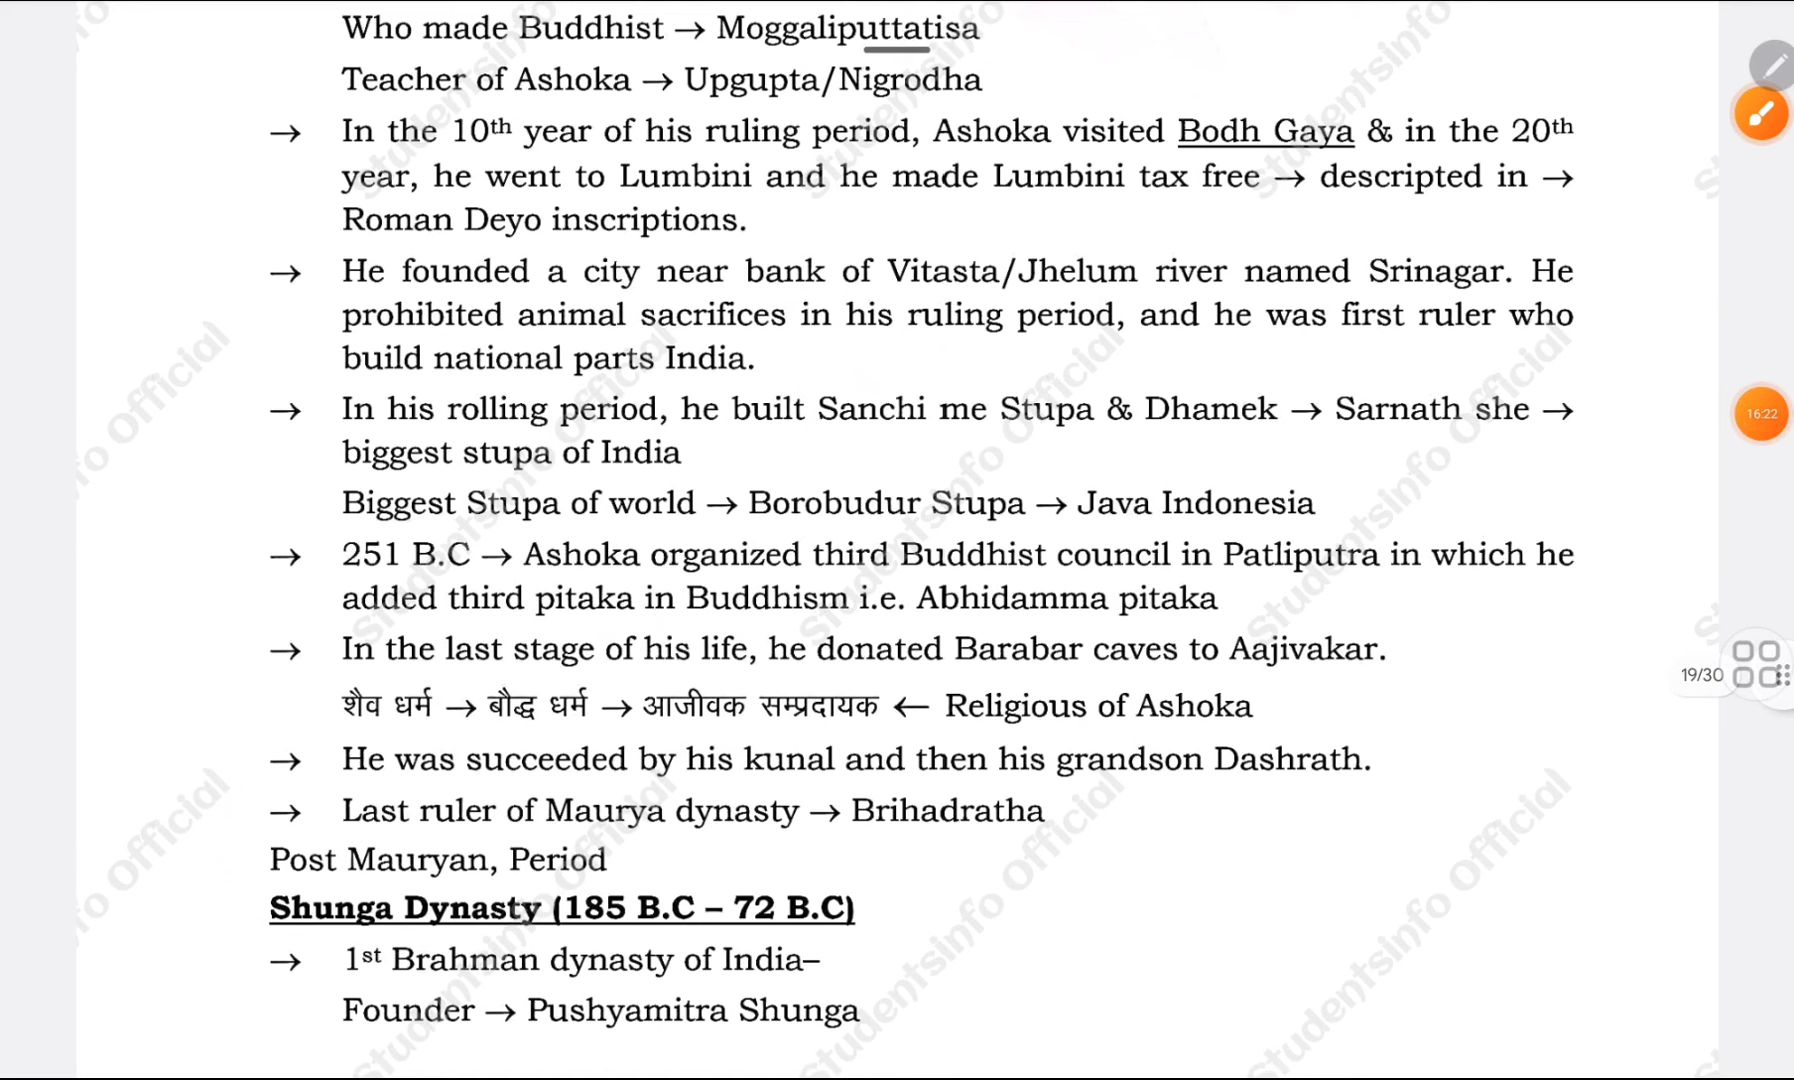 Who made Buddhist → Moggaliputtatisa
Teacher of Ashoka → Upgupta/Nigrodha
→ In the 10th year of his ruling period, Ashoka visited Bodh Gaya & in the 20th
year, he went to Lumbini and he made Lumbini tax free → descripted in →
Roman Deyo inscriptions.
→ He founded a city near bank of Vitasta/Jhelum river named Srinagar. He
prohibited animal sacrifices in his ruling period, and he was first ruler who
build national parts India.
→ In his rolling period, he built Sanchi me Stupa & Dhamek → Sarnath she →
biggest stupa of India
Biggest Stupa of world → Borobudur Stupa → Java Indonesia
→ 251 B.C → Ashoka organized third Buddhist council in Patliputra in which he
added third pitaka in Buddhism i.e. Abhidamma pitaka
→ In the last stage of his life, he donated Barabar caves to Aajivakar.
शैव धर्म → बौद्ध धर्म → आजीवक सम्प्रदायक ← Religious of Ashoka
→ He was succeeded by his kunal and then his grandson Dashrath.
→ Last ruler of Maurya dynasty → Brihadratha
Post Mauryan, Period
Shunga Dynasty (185 B.C – 72 B.C)
→ 1st Brahman dynasty of India–
Founder → Pushyamitra Shunga
16:22
19/30
Studentsinfo Official